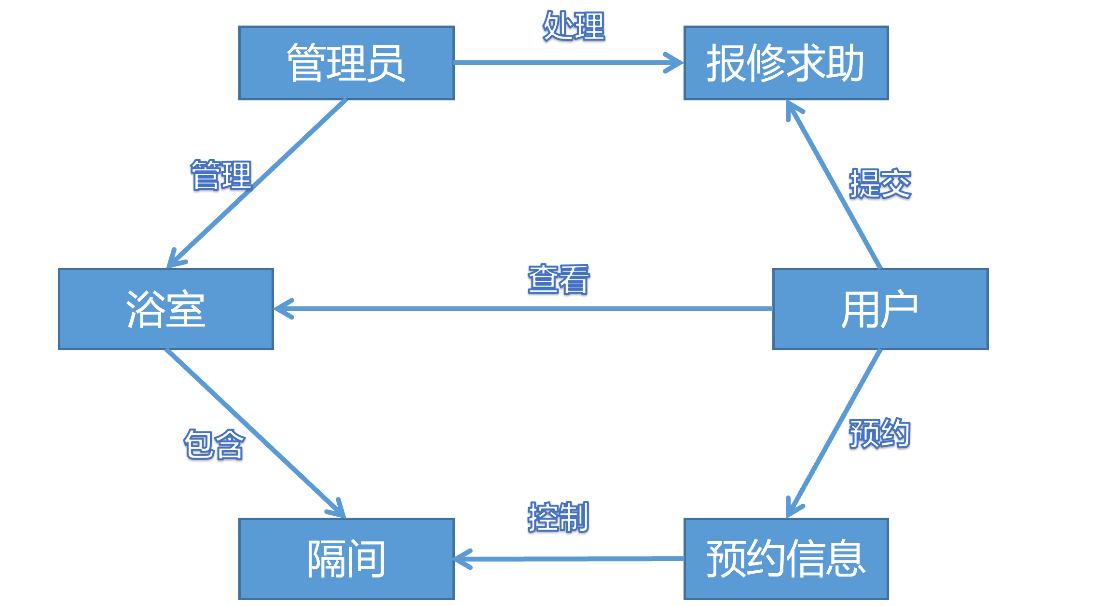 处理
管理员
报修求助
管理
提交
查看
浴室
用户
包含
预约
控制
隔间
预约信息